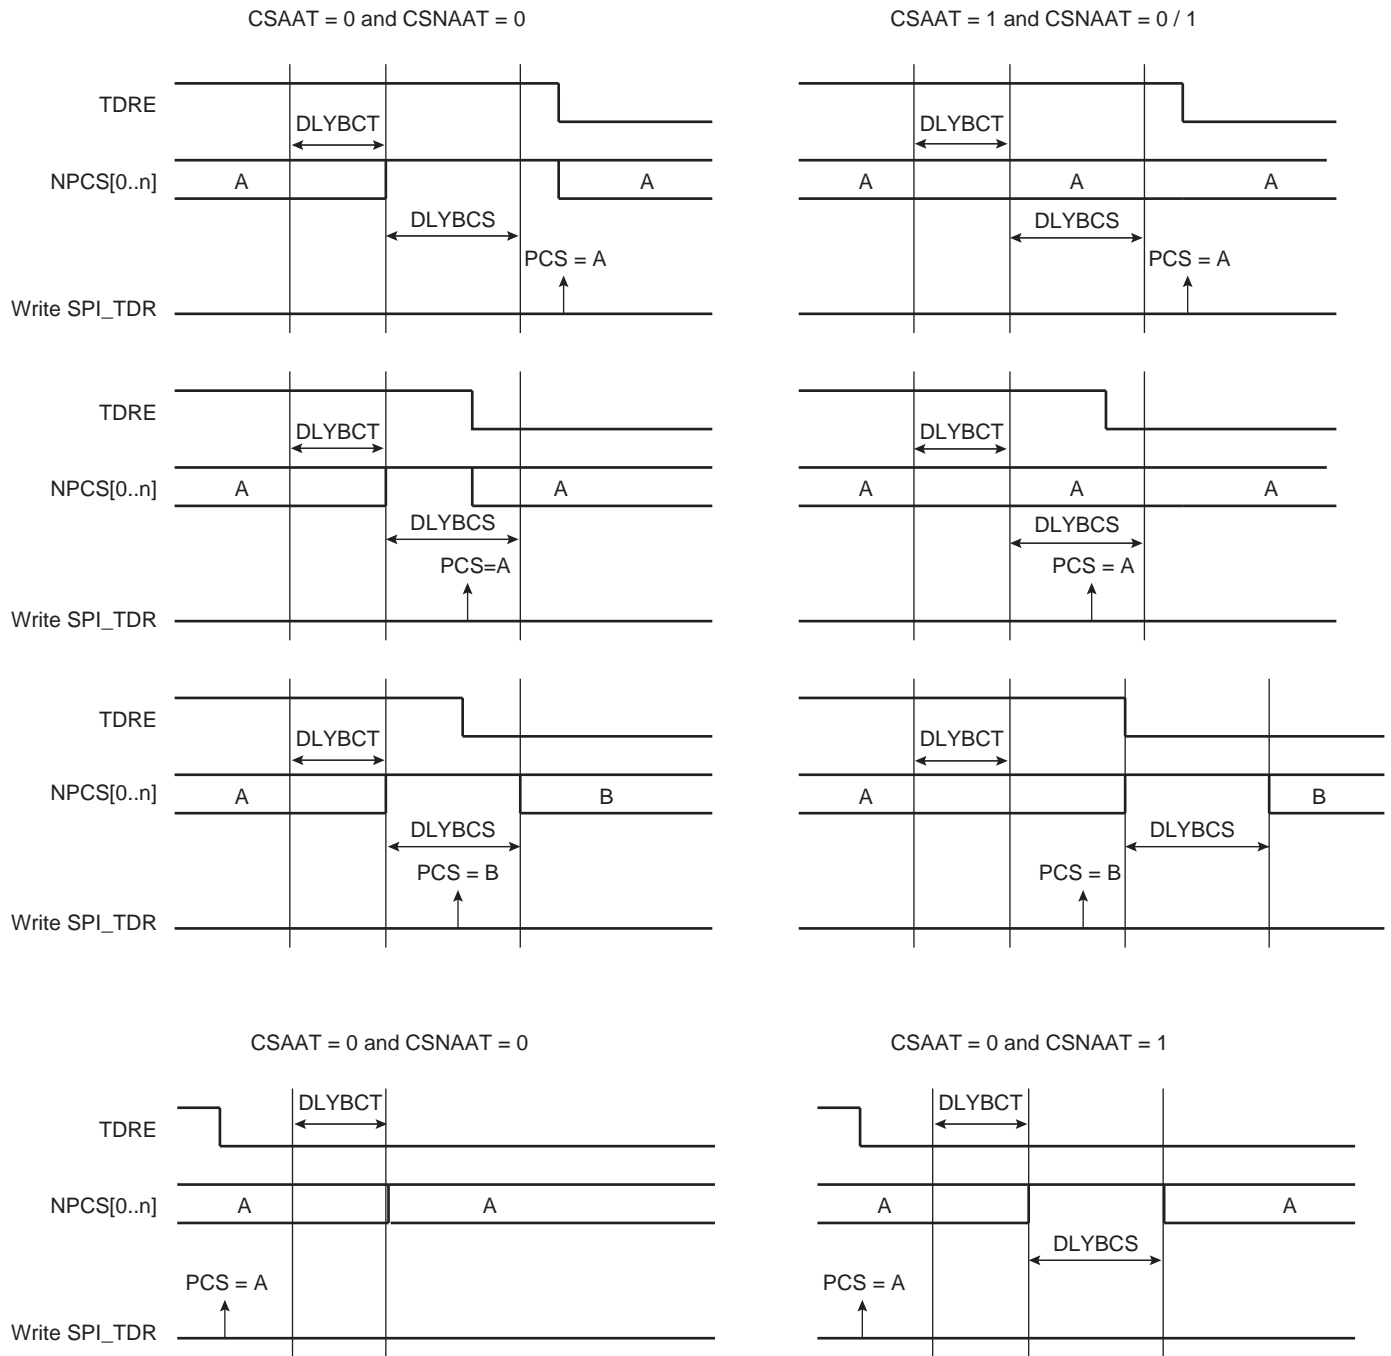 CSAAT = 0 and CSNAAT = 0
CSAAT = 1 and CSNAAT = 0 / 1
TDRE
DLYBCT
NPCS[0..n]
A
A
DLYBCS
PCS = A
Write SPI_TDR
DLYBCT
A
A
A
DLYBCS
PCS = A
TDRE
DLYBCT
NPCS[0..n]
A
A
DLYBCS
PCS=A
Write SPI_TDR
DLYBCT
A
A
A
DLYBCS
PCS = A
TDRE
DLYBCT
NPCS[0..n]
A
B
DLYBCS
PCS = B
Write SPI_TDR
DLYBCT
A
B
DLYBCS
PCS = B
CSAAT = 0 and CSNAAT = 0
CSAAT = 0 and CSNAAT = 1
TDRE
DLYBCT
NPCS[0..n]
A
A
PCS = A
Write SPI_TDR
DLYBCT
A
A
DLYBCS
PCS = A